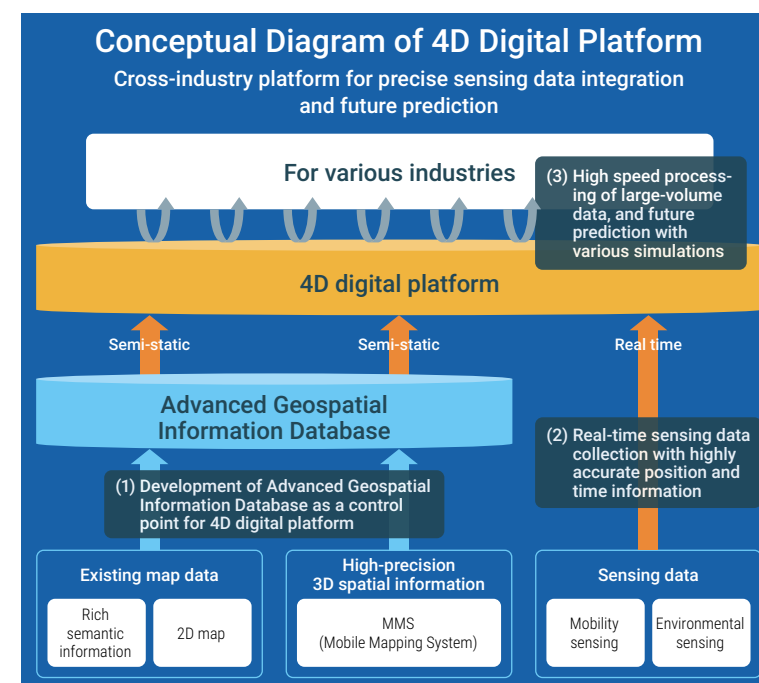 Conceptual Diagram of 4D Digital Platform
Cross-industry platform for precise sensing data integration
and future prediction
For various industries
(3) High speed process-
ing of large-volume
data, and future
prediction with
various simulations
4D digital platform
Semi-static
Semi-static
Real time
Advanced Geospatial
Information Database
(2) Real-time sensing data
collection with highly
accurate position and
time information
(1) Development of Advanced Geospatial
Information Database as a control
point for 4D digital platform
Existing map data
Rich
semantic
information
2D map
High-precision
3D spatial information
MMS
(Mobile Mapping System)
Sensing data
Mobility
sensing
Environmental
sensing